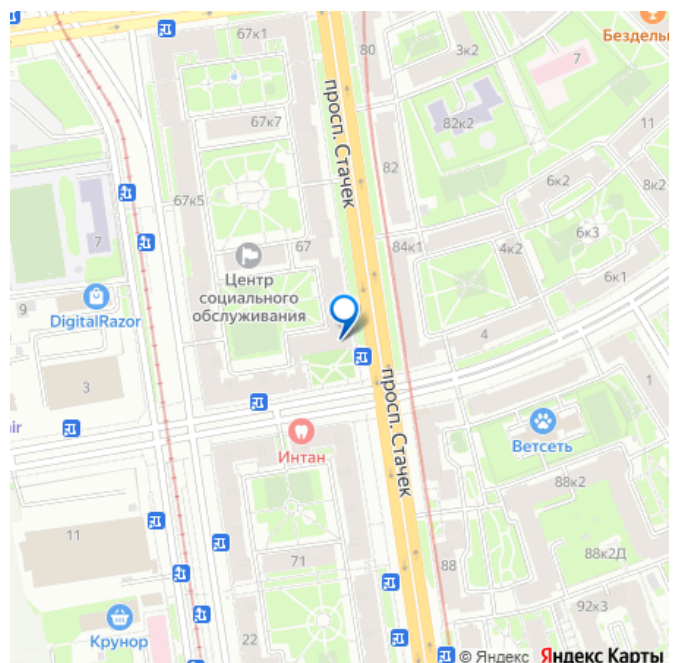 67к1
80
3к2
Бездель
7
67к7
82к2
11
просп. Стачек
82
6к2
8к2
67к5
7
67
84к1
4к2
6к3
6к1
Центр
социального
обслуживания
9
DigitalRazor
4
3
просп. Стачек
1
air
Интан
Ветсеть
88к2
11
71
88
88к2Д
92к3
22
Крунор
© Яндекс Яндекс Карты